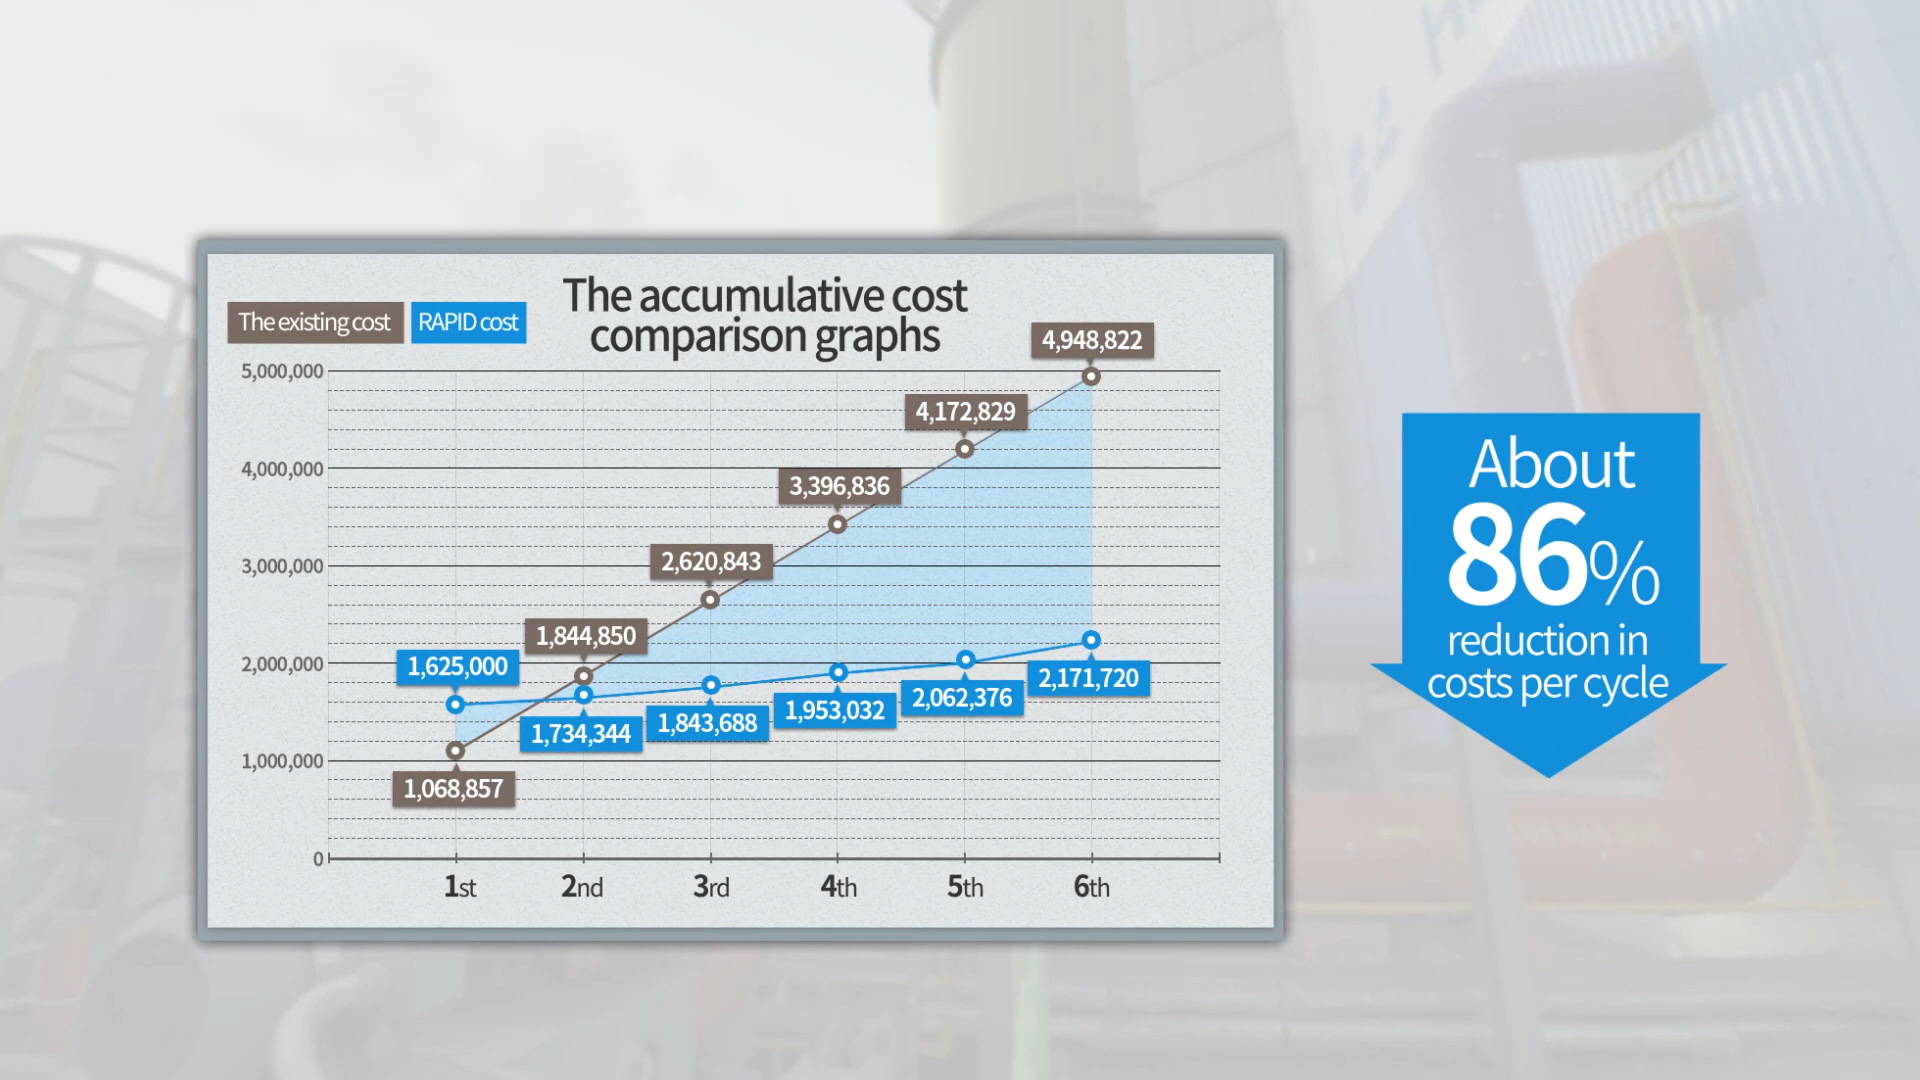 The existing cost
RAPID cost
The accumulative cost
comparison graphs
5,000,000
4,000,000
3,000,000
2,000,000
1,000,000
0
4,948,822
4,172,829
3,396,836
2,620,843
1,844,850
1,068,857
1,625,000
1,734,344
1,843,688
1,953,032
2,062,376
2,171,720
1st
2nd
3rd
4th
5th
6th
About
86%
reduction in
costs per cycle